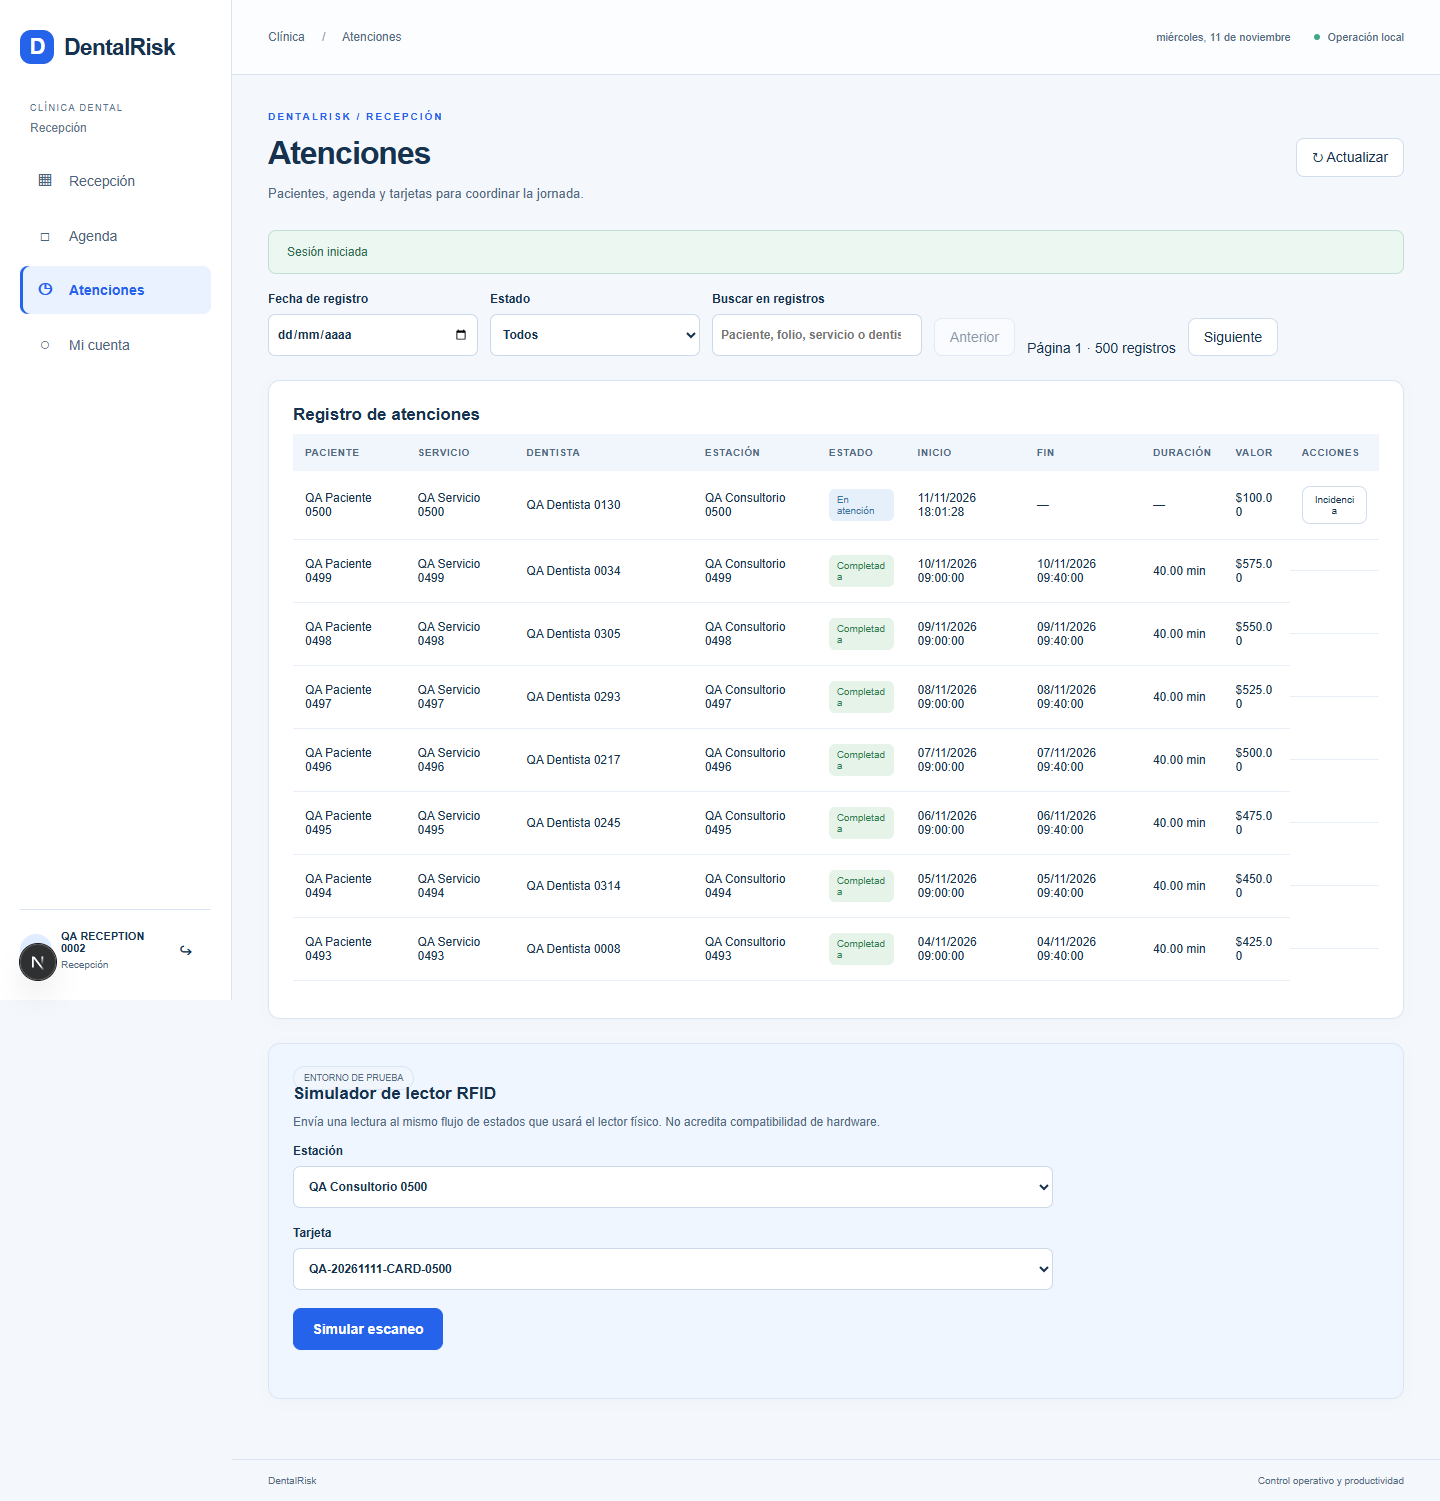 D DentalRisk
CLÍNICA DENTAL
Recepción
Recepción
Agenda
Atenciones
Mi cuenta
QA RECEPTION
0002
Recepción
N
Clínica / Atenciones
miércoles, 11 de noviembre
Operación local
DENTALRISK / RECEPCIÓN
Atenciones
Pacientes, agenda y tarjetas para coordinar la jornada.
↻ Actualizar
Sesión iniciada
Fecha de registro
Estado
Buscar en registros
dd/mm/aaaa
Todos
Paciente, folio, servicio o dentis
Anterior
Página 1 · 500 registros
Siguiente
Registro de atenciones
PACIENTE SERVICIO DENTISTA ESTACIÓN ESTADO INICIO FIN DURACIÓN VALOR ACCIONES
QA Paciente QA Servicio QA Dentista 0130 QA Consultorio En 11/11/2026 — — $100.0 Incidenci
0500 0500 0500 atención 18:01:28 0 a
QA Paciente QA Servicio QA Dentista 0034 QA Consultorio Completad 10/11/2026 10/11/2026 40.00 min $575.0
0499 0499 0499 a 09:00:00 09:40:00 0
QA Paciente QA Servicio QA Dentista 0305 QA Consultorio Completad 09/11/2026 09/11/2026 40.00 min $550.0
0498 0498 0498 a 09:00:00 09:40:00 0
QA Paciente QA Servicio QA Dentista 0293 QA Consultorio Completad 08/11/2026 08/11/2026 40.00 min $525.0
0497 0497 0497 a 09:00:00 09:40:00 0
QA Paciente QA Servicio QA Dentista 0217 QA Consultorio Completad 07/11/2026 07/11/2026 40.00 min $500.0
0496 0496 0496 a 09:00:00 09:40:00 0
QA Paciente QA Servicio QA Dentista 0245 QA Consultorio Completad 06/11/2026 06/11/2026 40.00 min $475.0
0495 0495 0495 a 09:00:00 09:40:00 0
QA Paciente QA Servicio QA Dentista 0314 QA Consultorio Completad 05/11/2026 05/11/2026 40.00 min $450.0
0494 0494 0494 a 09:00:00 09:40:00 0
QA Paciente QA Servicio QA Dentista 0008 QA Consultorio Completad 04/11/2026 04/11/2026 40.00 min $425.0
0493 0493 0493 a 09:00:00 09:40:00 0
ENTORNO DE PRUEBA
Simulador de lector RFID
Envía una lectura al mismo flujo de estados que usará el lector físico. No acredita compatibilidad de hardware.
Estación
QA Consultorio 0500
Tarjeta
QA-20261111-CARD-0500
Simular escaneo
DentalRisk
Control operativo y productividad